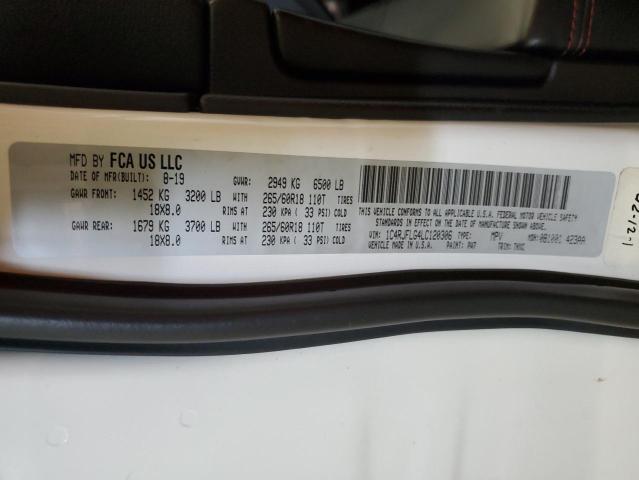 MFD BY FCA US LLC
DATE OF MFR(BUILT): 8-19 GVWR: 2949 KG 6500 LB
GAWR FRONT: 1452 KG 3200 LB WITH 265/60R18 110T TIRES
18X8.0 RIMS AT 230 KPA ( 33 PSI) COLD
GAWR REAR: 1679 KG 3700 LB WITH 265/60R18 110T TIRES
18X8.0 RIMS AT 230 KPA ( 33 PSI) COLD
THIS VEHICLE CONFORMS TO ALL APPLICABLE U.S.A. FEDERAL MOTOR VEHICLE SAFETY
STANDARDS IN EFFECT ON THE DATE OF MANUFACTURE SHOWN ABOVE.
VIN: 1C4RJFLG4LC120306 TYPE: MPV MDH: 081001 423AA
VEHICLE MADE IN U.S.A. PAINT: PW7 TRIM: